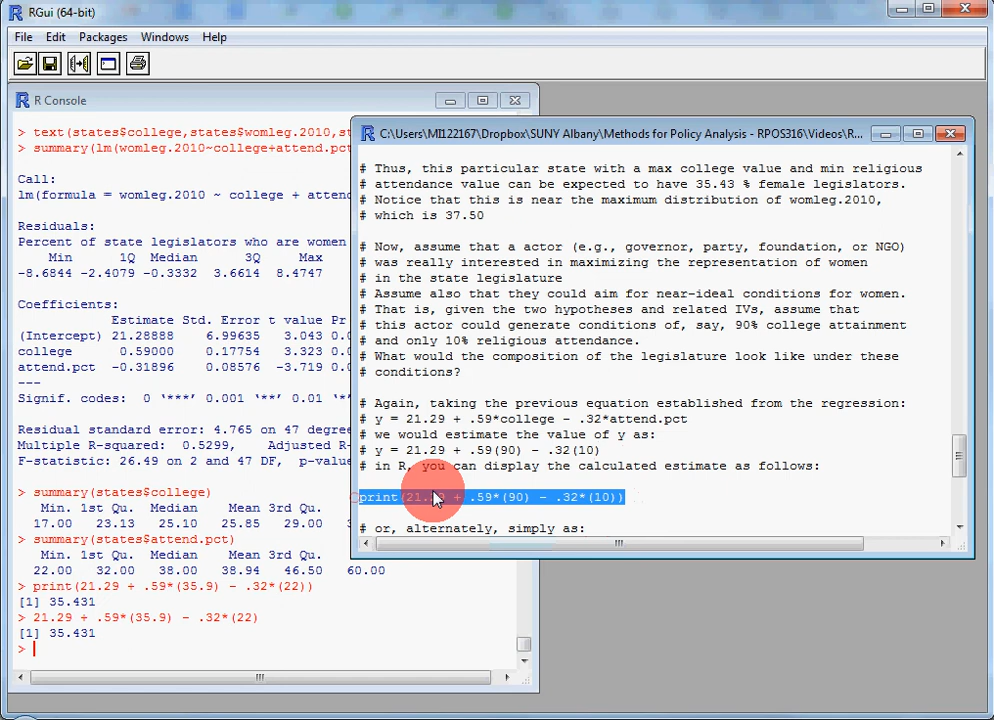 RGui (64-bit)
File Edit Packages Windows Help
R Console
> text(states$college,states$womleg.2010,st
> summary(lm(womleg.2010~college+attend.pct
Call:
lm(formula = womleg.2010 ~ college + attend
Residuals:
Percent of state legislators who are women
Min 1Q Median 3Q Max
-8.6844 -2.4079 -0.3332 3.6614 8.4747
Coefficients:
Estimate Std. Error t value Pr
(Intercept) 21.28888 6.99635 3.043 0.0
college 0.59000 0.17754 3.323 0.0
attend.pct -0.31896 0.08576 -3.719 0.0
---
Signif. codes: 0 ‘***’ 0.001 ‘**’ 0.01 ‘*
Residual standard error: 4.765 on 47 degree
Multiple R-squared: 0.5299, Adjusted R-
F-statistic: 26.49 on 2 and 47 DF, p-value
> summary(states$college)
Min. 1st Qu. Median Mean 3rd Qu.
17.00 23.13 25.10 25.85 29.00 3
> summary(states$attend.pct)
Min. 1st Qu. Median Mean 3rd Qu.
22.00 32.00 38.00 38.94 46.50 60.00
> print(21.29 + .59*(35.9) - .32*(22))
[1] 35.431
> 21.29 + .59*(35.9) - .32*(22)
[1] 35.431
>
C:\Users\MI122167\Dropbox\SUNY Albany\Methods for Policy Analysis - RPOS316\Videos\R...
# Thus, this particular state with a max college value and min religious
# attendance value can be expected to have 35.43 % female legislators.
# Notice that this is near the maximum distribution of womleg.2010,
# which is 37.50
# Now, assume that a actor (e.g., governor, party, foundation, or NGO)
# was really interested in maximizing the representation of women
# in the state legislature
# Assume also that they could aim for near-ideal conditions for women.
# That is, given the two hypotheses and related IVs, assume that
# this actor could generate conditions of, say, 90% college attainment
# and only 10% religious attendance.
# What would the composition of the legislature look like under these
# conditions?
# Again, taking the previous equation established from the regression:
# y = 21.29 + .59*college - .32*attend.pct
# we would estimate the value of y as:
# y = 21.29 + .59(90) - .32(10)
# in R, you can display the calculated estimate as follows:
print(21.29 + .59*(90) - .32*(10))
# or, alternately, simply as: